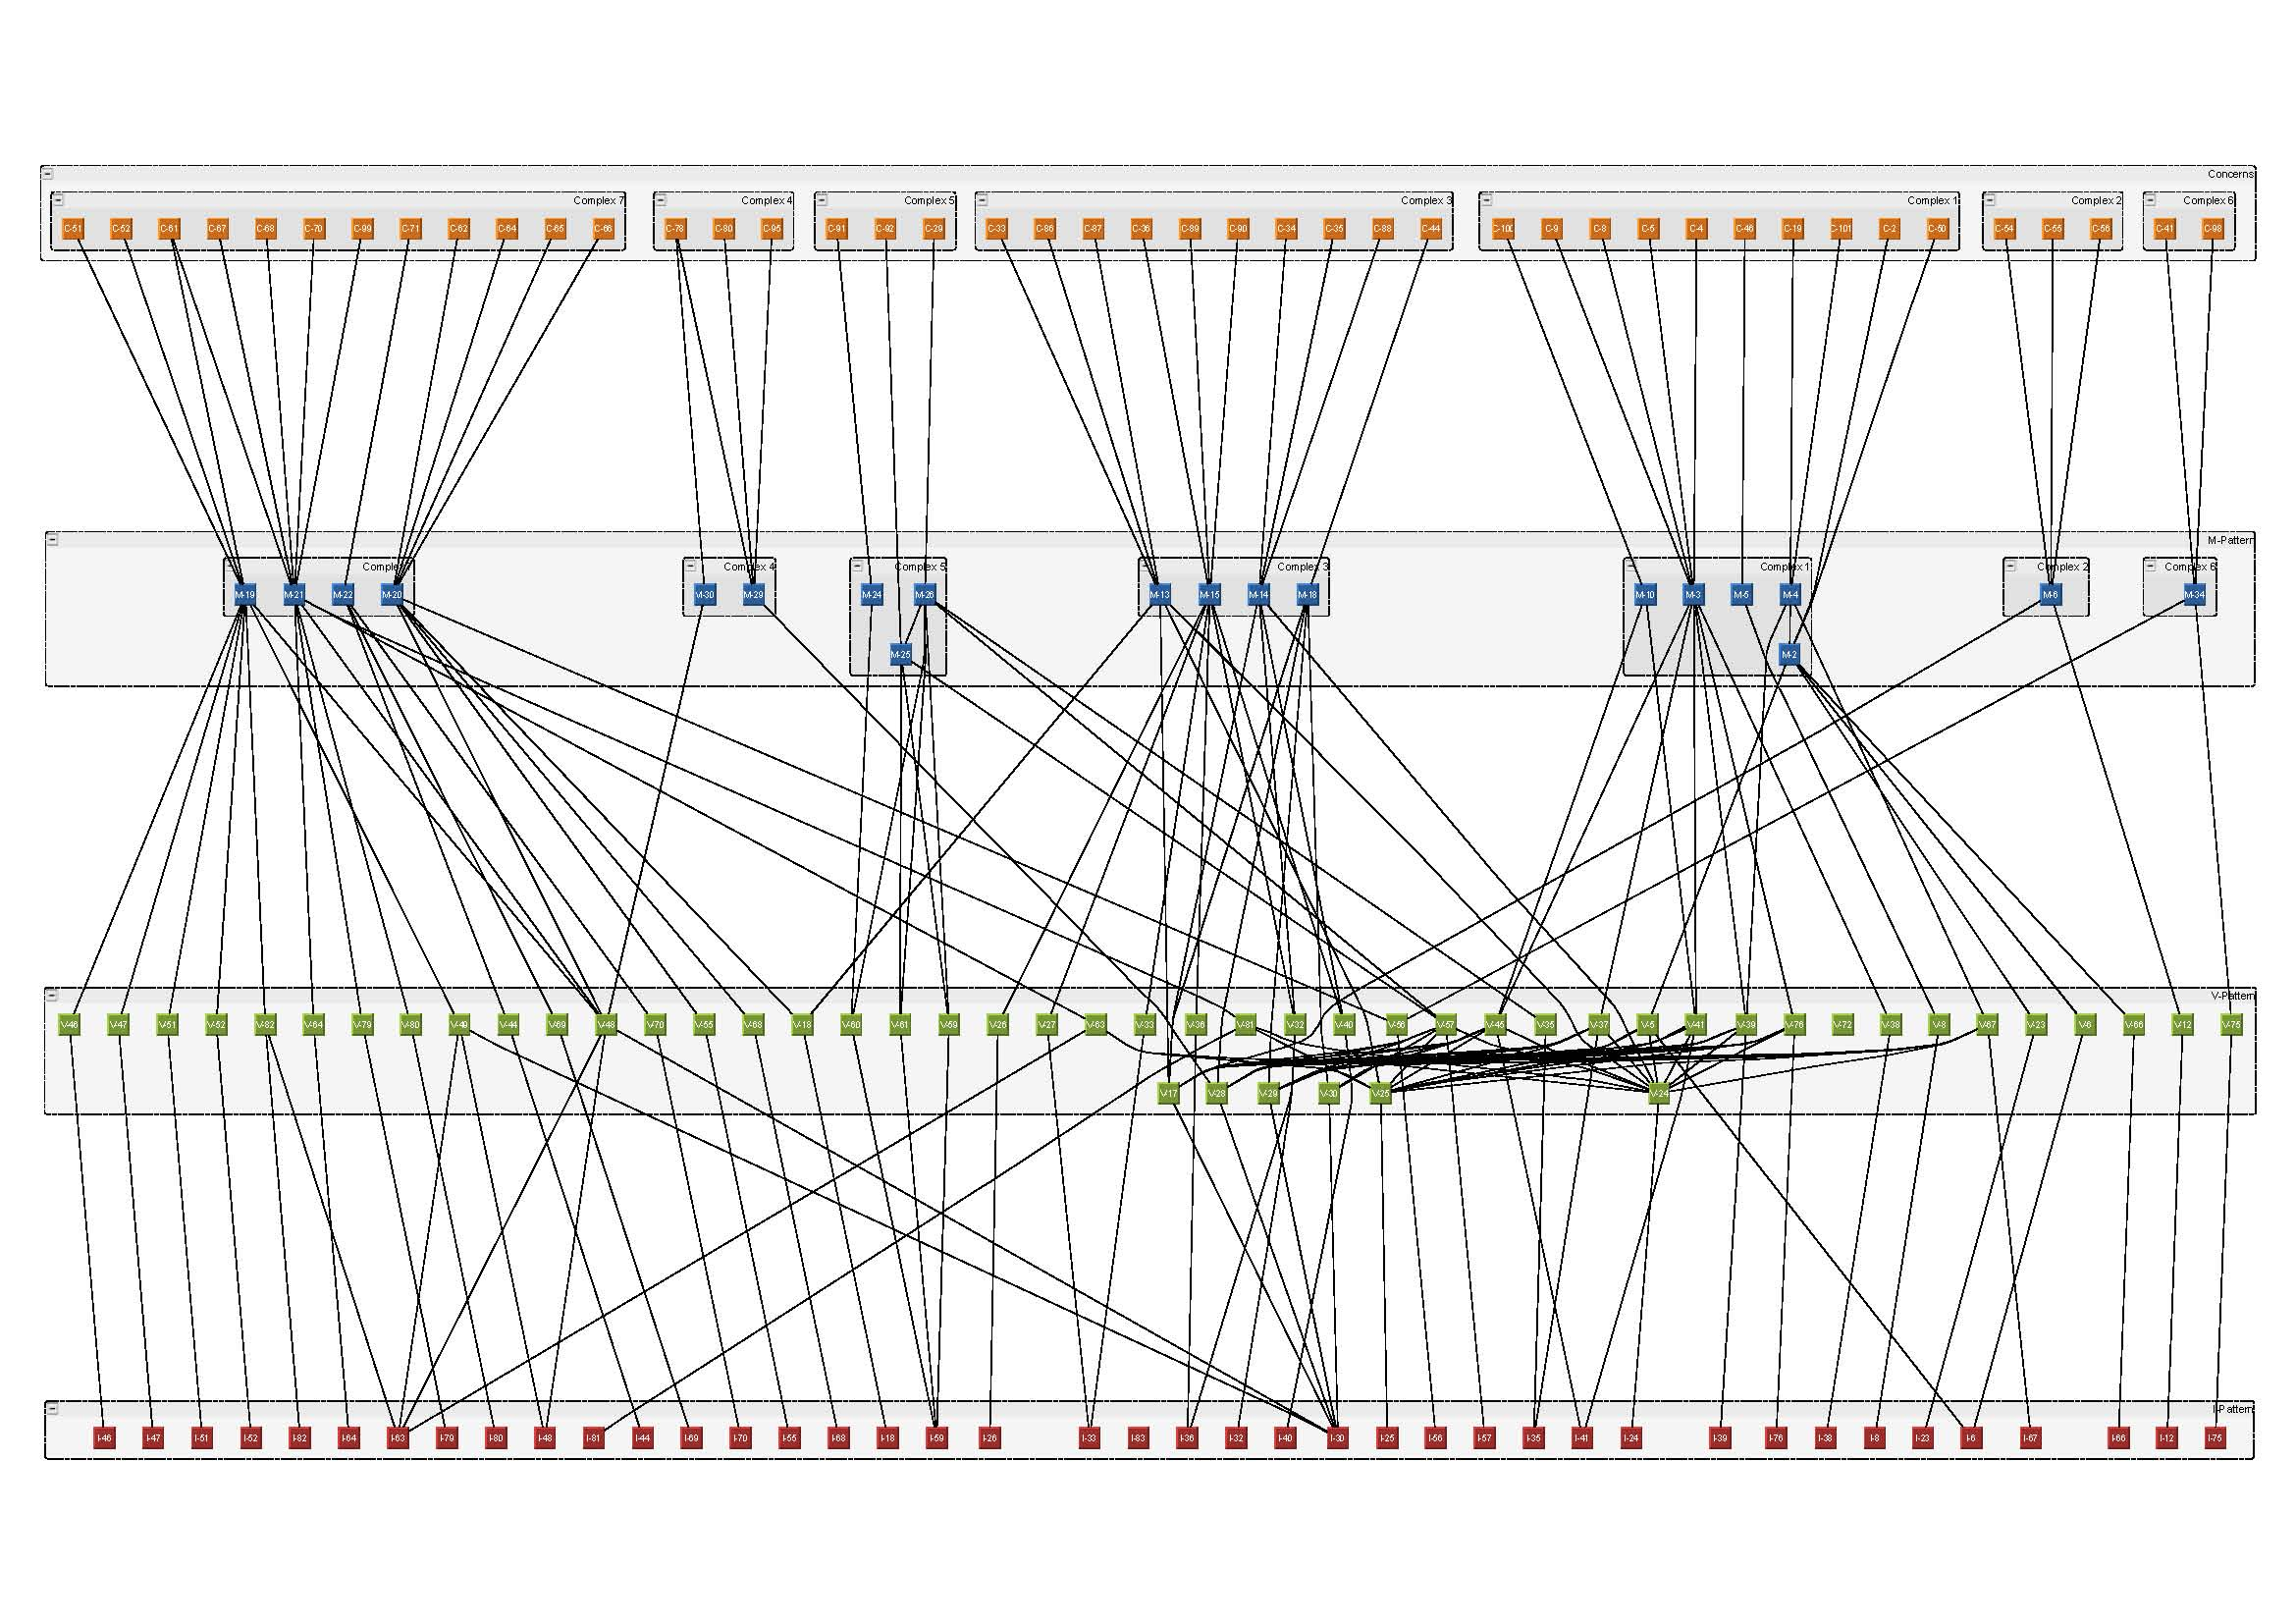 Concerns
Complex 7 Complex 4 Complex 5 Complex 3 Complex 1 Complex 2 Complex 6
C-51 C-52 C-61 C-67 C-68 C-70 C-99 C-71 C-62 C-64 C-65 C-66 C-78 C-80 C-95 C-91 C-92 C-29 C-33 C-86 C-87 C-36 C-89 C-90 C-34 C-35 C-88 C-44 C-100 C-9 C-8 C-5 C-4 C-46 C-19 C-101 C-2 C-50 C-54 C-55 C-56 C-41 C-98
M-Pattern
Complex 4 Complex 5 Complex 3 Complex 1 Complex 2 Complex 6
M-19 M-21 M-22 M-20 M-30 M-29 M-24 M-26 M-13 M-15 M-14 M-18 M-10 M-3 M-5 M-4 M-6 M-34
M-25 M-2
V-Pattern
V-46 V-47 V-51 V-52 V-82 V-64 V-79 V-80 V-49 V-44 V-69 V-48 V-70 V-55 V-68 V-18 V-60 V-61 V-59 V-26 V-27 V-63 V-33 V-36 V-81 V-32 V-40 V-56 V-57 V-45 V-35 V-37 V-5 V-41 V-39 V-76 V-72 V-38 V-8 V-67 V-23 V-6 V-66 V-12 V-75
V-17 V-28 V-29 V-30 V-25 V-24
I-Pattern
I-46 I-47 I-51 I-52 I-82 I-64 I-63 I-79 I-80 I-48 I-81 I-44 I-69 I-70 I-55 I-68 I-18 I-59 I-26 I-33 I-83 I-36 I-32 I-40 I-30 I-25 I-56 I-57 I-35 I-41 I-24 I-39 I-76 I-38 I-8 I-23 I-6 I-67 I-66 I-12 I-75